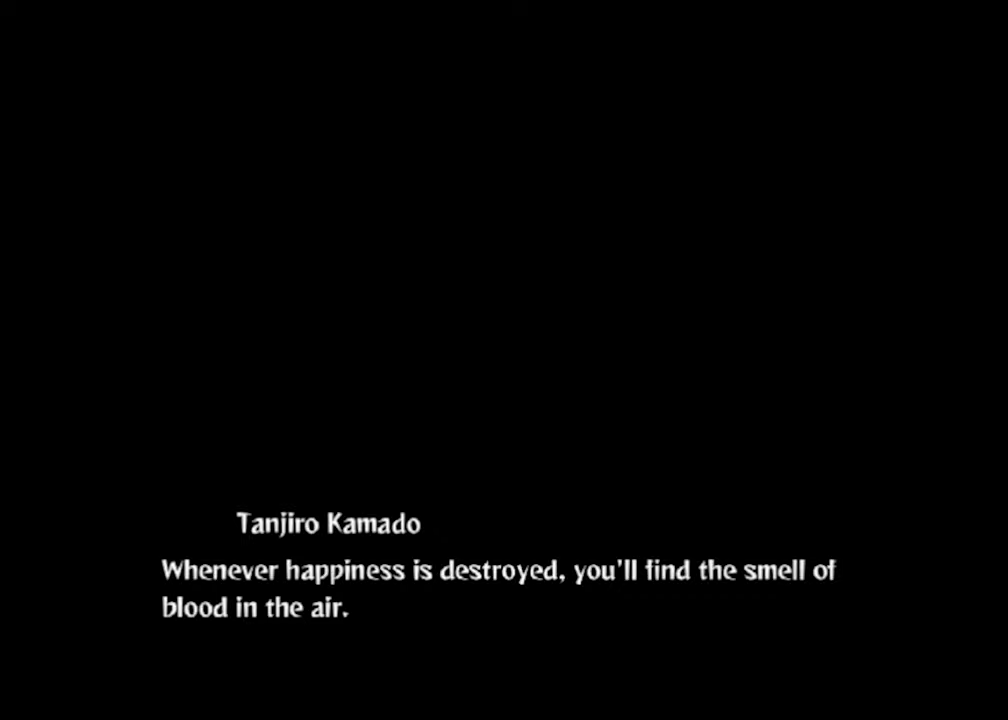 Tanjiro Kamado
Whenever happiness is destroyed, you'll find the smell of
blood in the air.